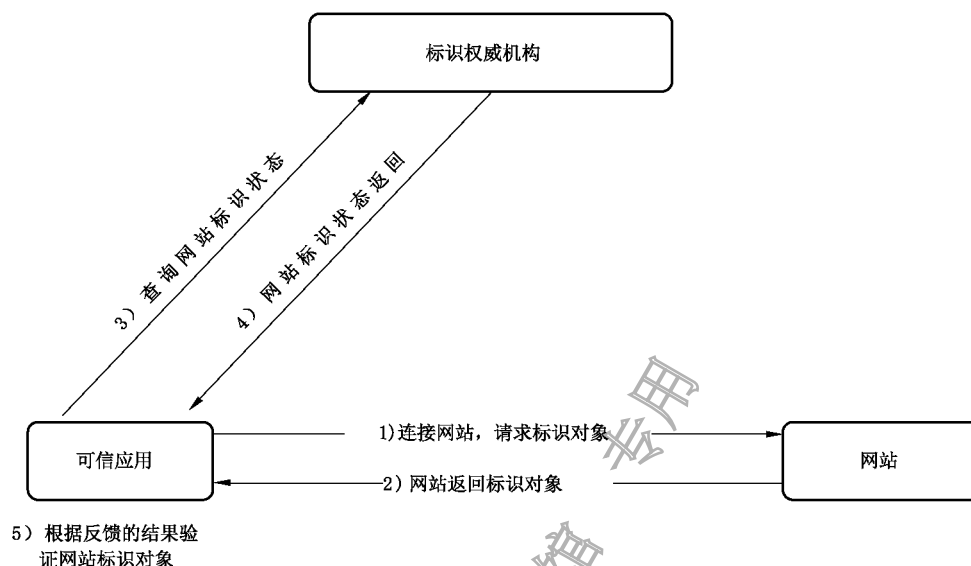 标识权威机构
3) 查询网站标识状态
4) 网站标识状态返回
1)连接网站，请求标识对象
可信应用
网站
2) 网站返回标识对象
5) 根据反馈的结果验
证网站标识对象
专用
馆